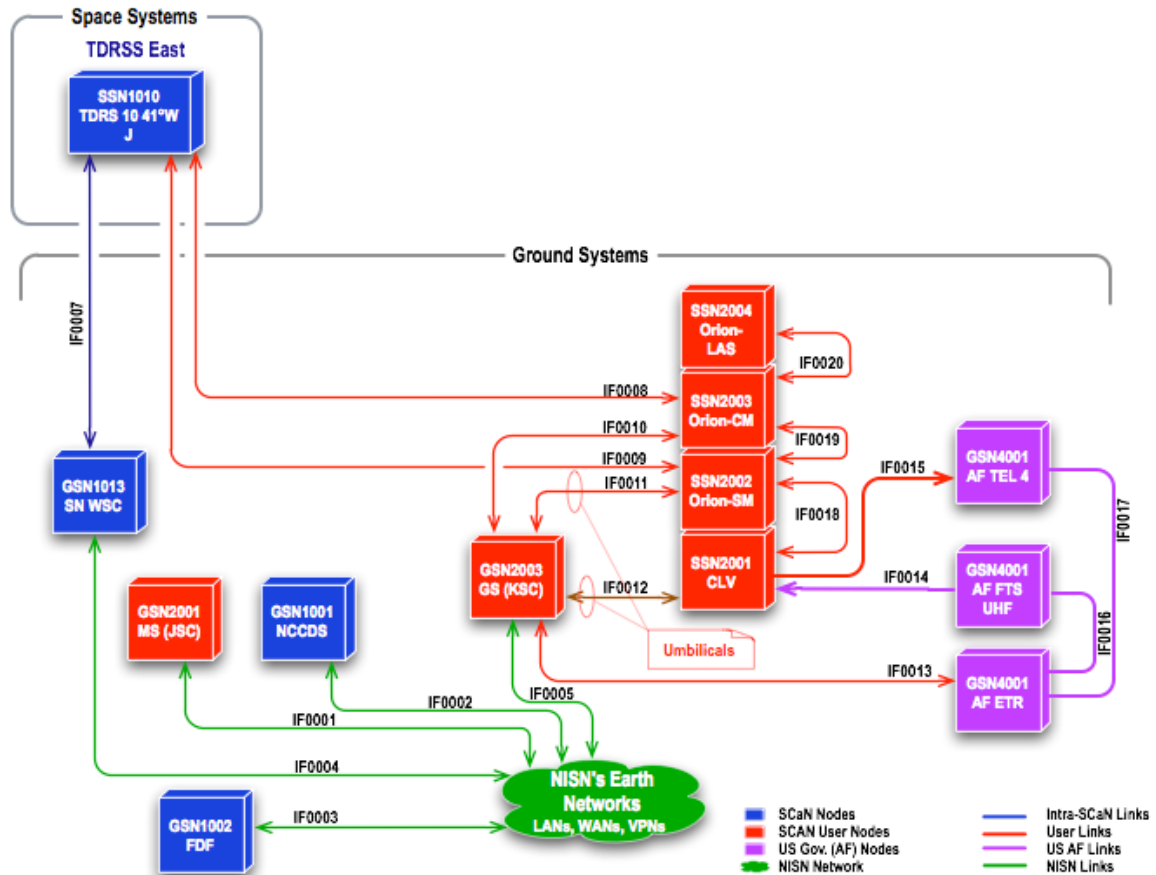 Space Systems
TDRSS East
SSN1010
TDRS 10 41°W
J
Ground Systems
IF0007
SSN2004
Orion-
LAS
IF0020
IF0008
SSN2003
Orion-CM
IF0010
IF0019
IF0009
GSN4001
AF TEL 4
IF0015
GSN1013
SN WSC
IF0011
SSN2002
Orion-SM
IF0018
IF0017
GSN2003
GS (KSC)
IF0012
SSN2001
CLV
IF0014
GSN4001
AF FTS
UHF
IF0016
GSN2001
MS (JSC)
GSN1001
NCCDS
Umbilicals
IF0013
GSN4001
AF ETR
IF0005
IF0002
IF0001
IF0004
NISN's Earth
Networks
LANs, WANs, VPNs
GSN1002
FDF
IF0003
SCaN Nodes
SCAN User Nodes
US Gov. (AF) Nodes
NISN Network
Intra-SCaN Links
User Links
US AF Links
NISN Links